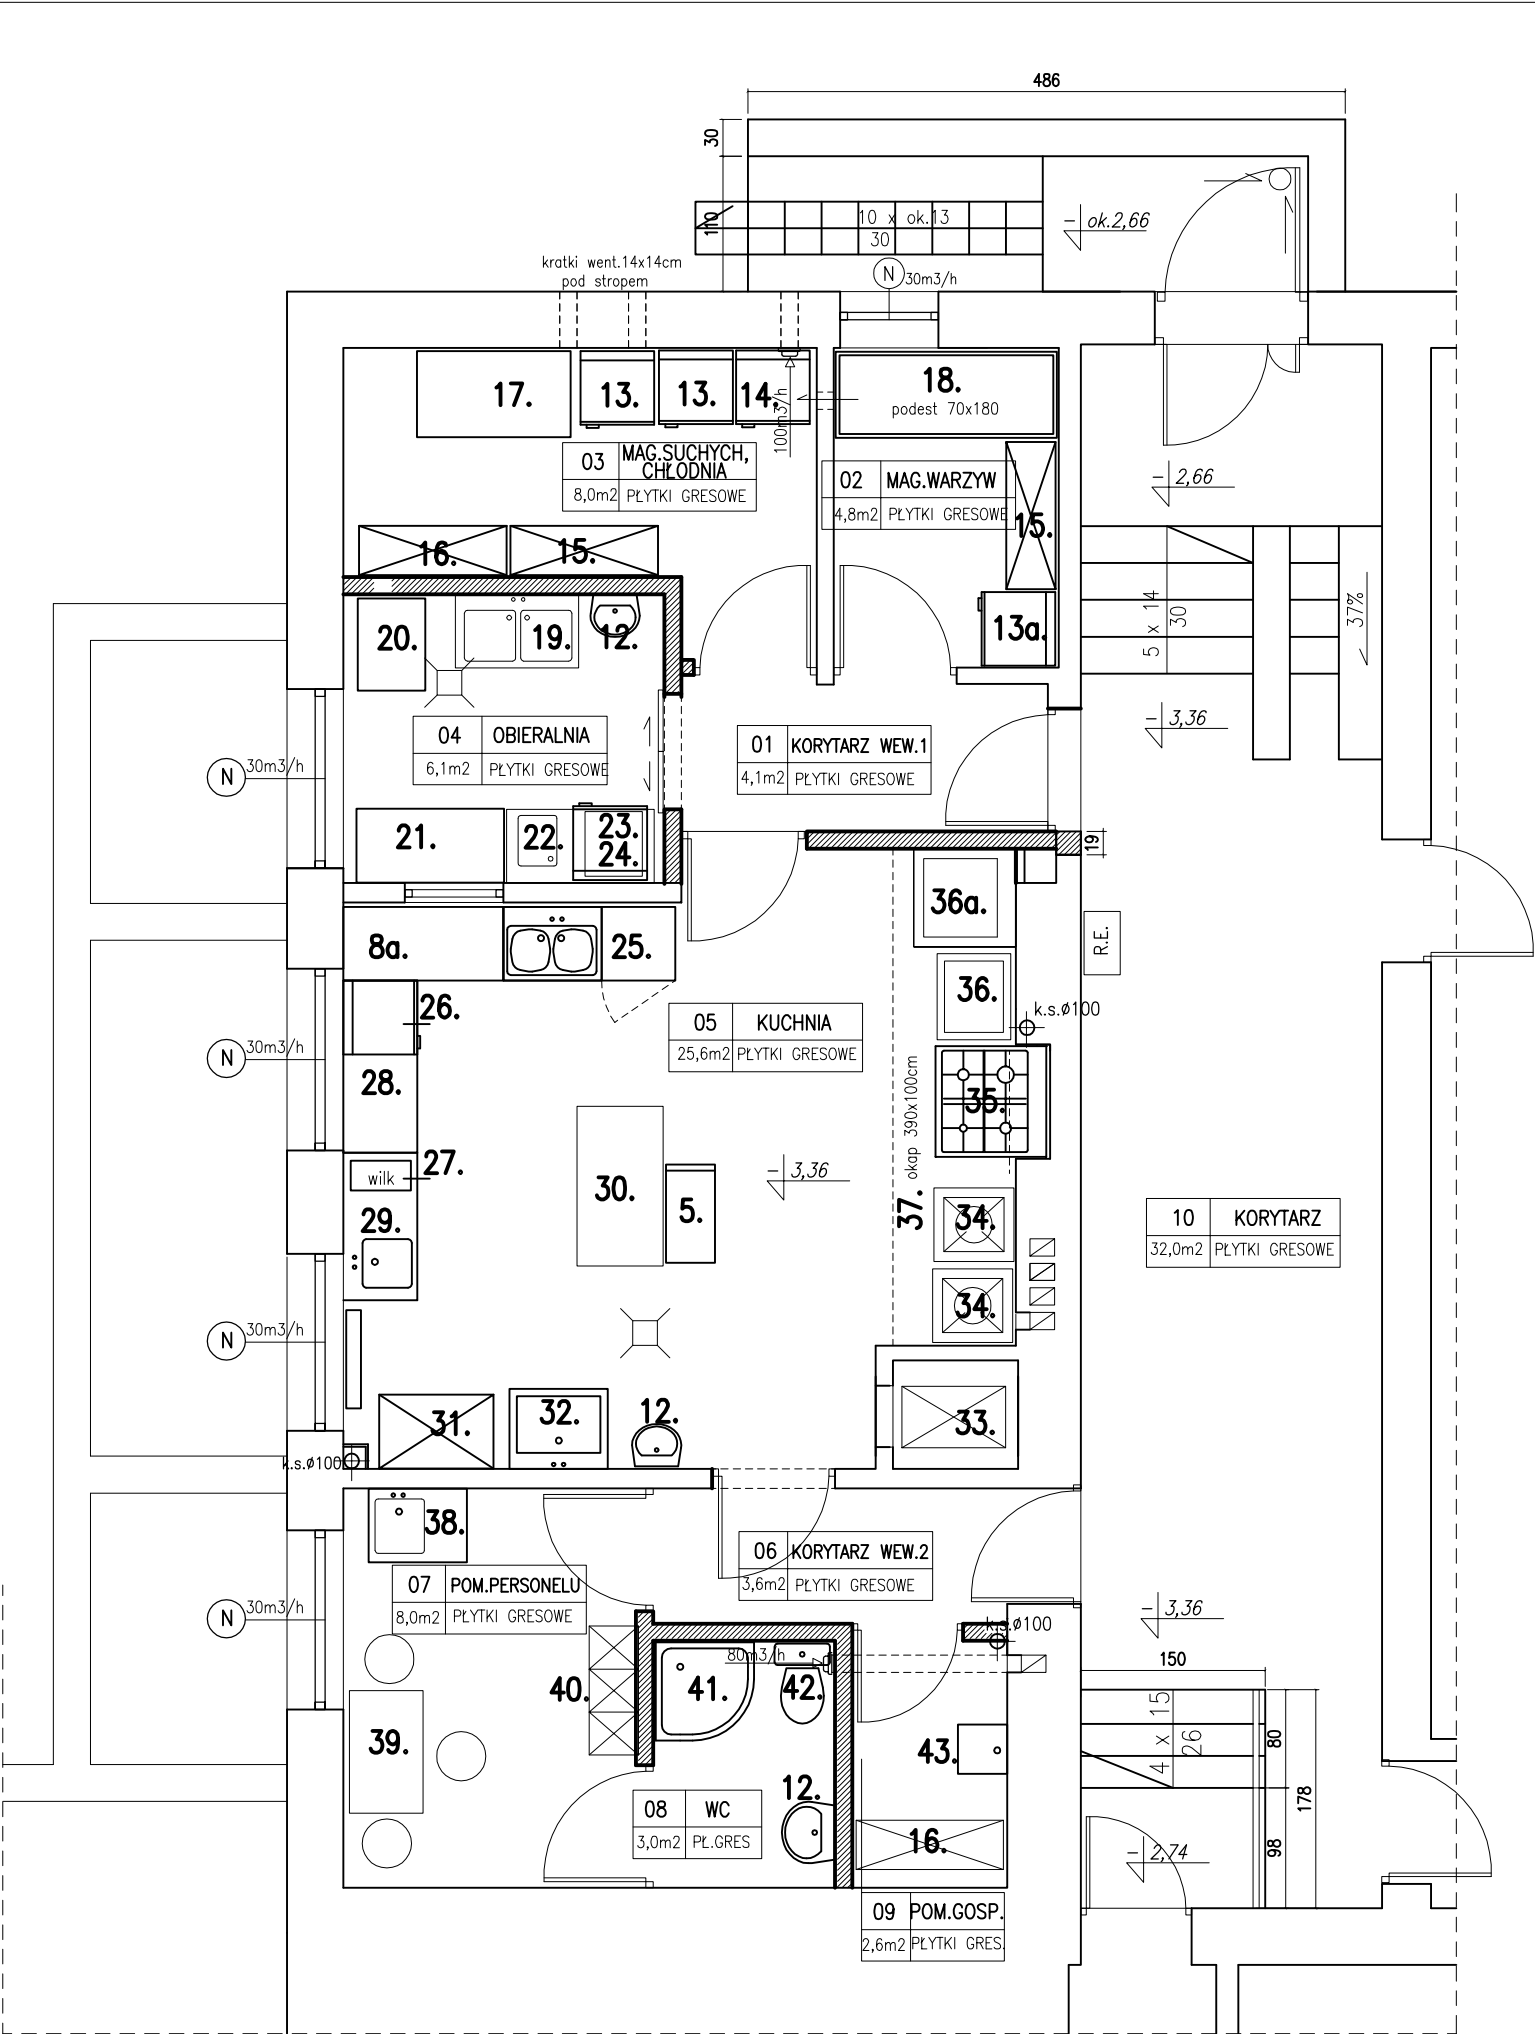 486
30
110
10 x ok.13
30
ok.2,66
kratki went.14x14cm
pod stropem
N
30m3/h
17.
13.
13.
14.
100m3/h
18.
podest 70x180
03
MAG.SUCHYCH,
CHŁODNIA
8,0m2
PŁYTKI GRESOWE
02
MAG.WARZYW
4,8m2
PŁYTKI GRESOWE
2,66
16.
15.
15.
20.
19.
12.
13a.
5 x 14
30
37%
3,36
04
OBIERALNIA
6,1m2
PŁYTKI GRESOWE
01
KORYTARZ WEW.1
4,1m2
PŁYTKI GRESOWE
N
30m3/h
21.
22.
23.
24.
19
36a.
8a.
25.
R.E.
26.
36.
k.s.ø100
05
KUCHNIA
25,6m2
PŁYTKI GRESOWE
N
30m3/h
28.
35.
okap 390x100cm
37.
27.
wilk
30.
5.
3,36
29.
34.
10
KORYTARZ
32,0m2
PŁYTKI GRESOWE
34.
N
30m3/h
31.
32.
12.
33.
k.s.ø100
38.
06
KORYTARZ WEW.2
3,6m2
PŁYTKI GRESOWE
07
POM.PERSONELU
8,0m2
PŁYTKI GRESOWE
N
30m3/h
3,36
k.s.ø100
80m3/h
150
40.
41.
42.
39.
43.
4 x 15
26
80
178
98
12.
08
WC
3,0m2
PŁ.GRES
16.
2,74
09
POM.GOSP.
2,6m2
PŁYTKI GRES.